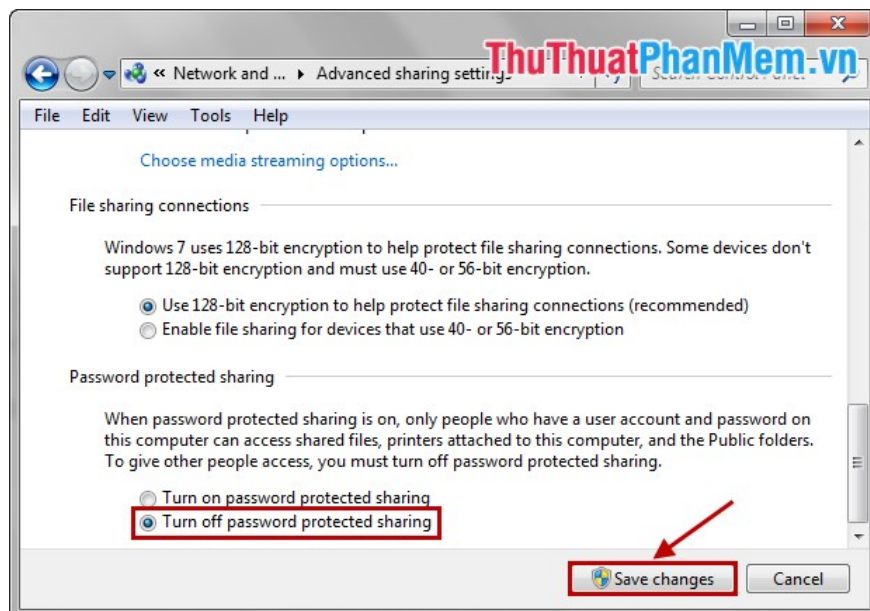 ThuThuatPhanMem.vn
« Network and ... ▸ Advanced sharing settings
Search Control Panel
File Edit View Tools Help
Choose media streaming options...
File sharing connections
Windows 7 uses 128-bit encryption to help protect file sharing connections. Some devices don't
support 128-bit encryption and must use 40- or 56-bit encryption.
Use 128-bit encryption to help protect file sharing connections (recommended)
Enable file sharing for devices that use 40- or 56-bit encryption
Password protected sharing
When password protected sharing is on, only people who have a user account and password on
this computer can access shared files, printers attached to this computer, and the Public folders.
To give other people access, you must turn off password protected sharing.
Turn on password protected sharing
Turn off password protected sharing
Save changes
Cancel